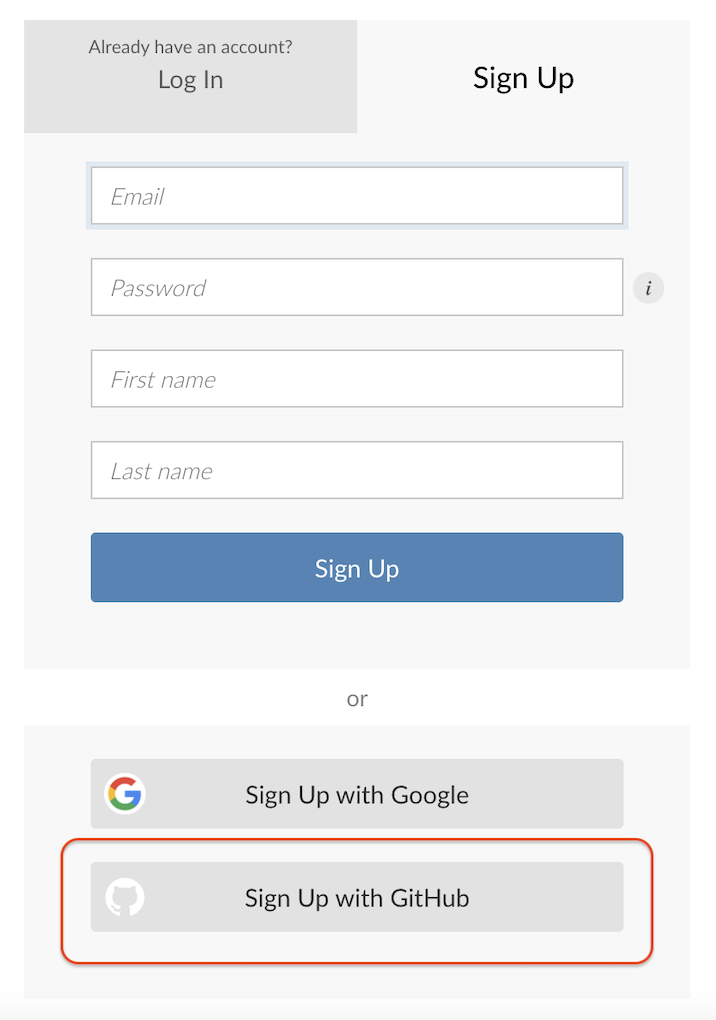 Already have an account?
Log In
Sign Up
Email
Password
i
First name
Last name
Sign Up
or
Sign Up with Google
Sign Up with GitHub